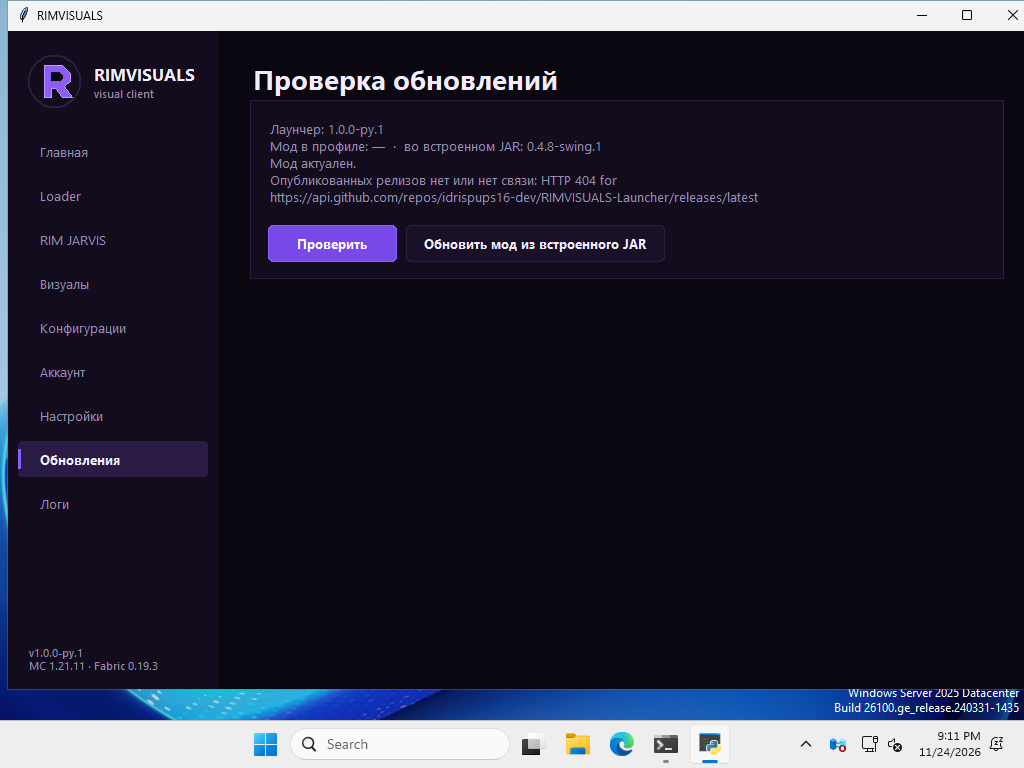 RIMVISUALS
R
RIMVISUALS
visual client
Главная
Loader
RIM JARVIS
Визуалы
Конфигурации
Аккаунт
Настройки
Обновления
Логи
v1.0.0-py.1
MC 1.21.11 · Fabric 0.19.3
Проверка обновлений
Лаунчер: 1.0.0-py.1
Мод в профиле: — · во встроенном JAR: 0.4.8-swing.1
Мод актуален.
Опубликованных релизов нет или нет связи: HTTP 404 for
https://api.github.com/repos/idrispups16-dev/RIMVISUALS-Launcher/releases/latest
Проверить
Обновить мод из встроенного JAR
Windows Server 2025 Datacenter
Build 26100.ge_release.240331-1435
Search
9:11 PM
11/24/2026